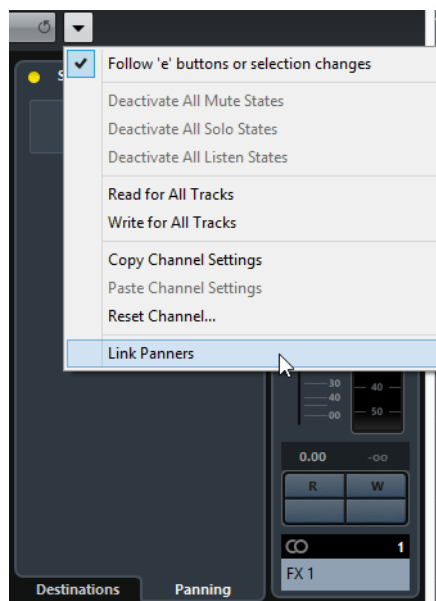 Follow 'e' buttons or selection changes
S
Deactivate All Mute States
Deactivate All Solo States
Deactivate All Listen States
Read for All Tracks
Write for All Tracks
Copy Channel Settings
Paste Channel Settings
Reset Channel...
Link Panners
30
40
40
00
50
0.00 -oo
R W
1
FX 1
Destinations Panning